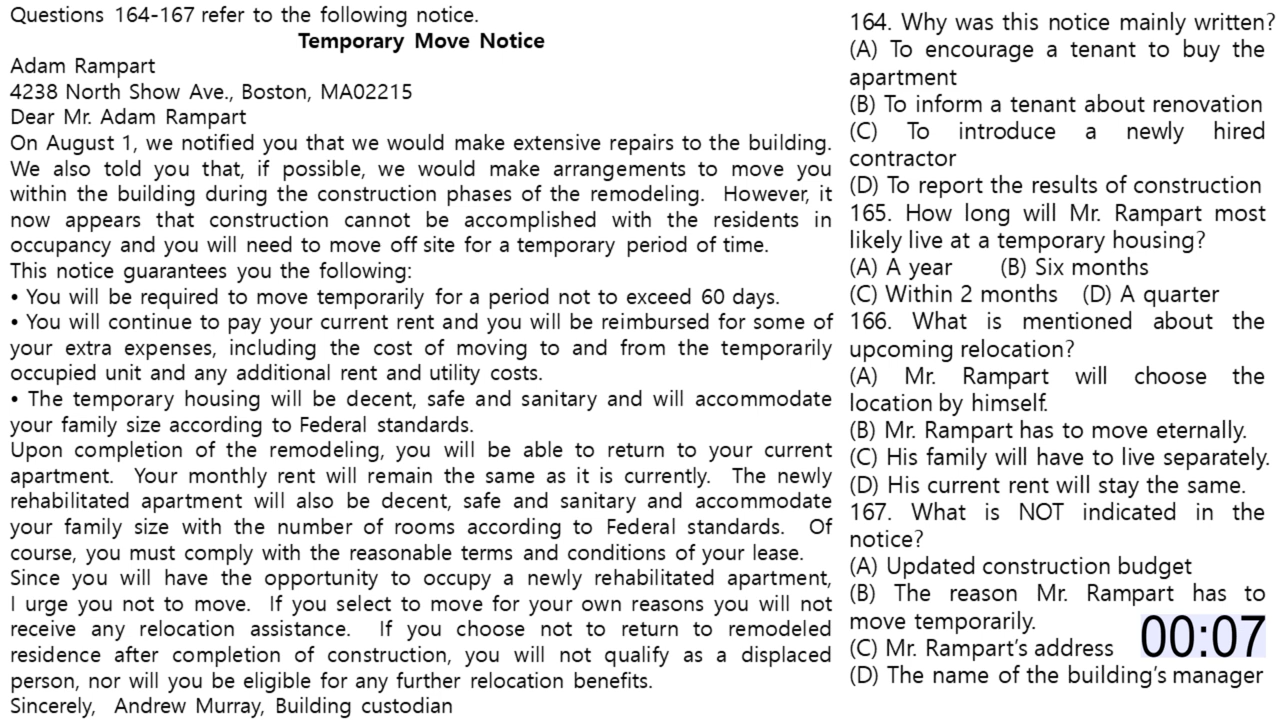 Questions 164-167 refer to the following notice.
Temporary Move Notice
Adam Rampart
4238 North Show Ave., Boston, MA02215
Dear Mr. Adam Rampart
On August 1, we notified you that we would make extensive repairs to the building.
We also told you that, if possible, we would make arrangements to move you
within the building during the construction phases of the remodeling. However, it
now appears that construction cannot be accomplished with the residents in
occupancy and you will need to move off site for a temporary period of time.
This notice guarantees you the following:
• You will be required to move temporarily for a period not to exceed 60 days.
• You will continue to pay your current rent and you will be reimbursed for some of
your extra expenses, including the cost of moving to and from the temporarily
occupied unit and any additional rent and utility costs.
• The temporary housing will be decent, safe and sanitary and will accommodate
your family size according to Federal standards.
Upon completion of the remodeling, you will be able to return to your current
apartment. Your monthly rent will remain the same as it is currently. The newly
rehabilitated apartment will also be decent, safe and sanitary and accommodate
your family size with the number of rooms according to Federal standards. Of
course, you must comply with the reasonable terms and conditions of your lease.
Since you will have the opportunity to occupy a newly rehabilitated apartment,
I urge you not to move. If you select to move for your own reasons you will not
receive any relocation assistance. If you choose not to return to remodeled
residence after completion of construction, you will not qualify as a displaced
person, nor will you be eligible for any further relocation benefits.
Sincerely, Andrew Murray, Building custodian
164. Why was this notice mainly written?
(A) To encourage a tenant to buy the
apartment
(B) To inform a tenant about renovation
(C) To introduce a newly hired
contractor
(D) To report the results of construction
165. How long will Mr. Rampart most
likely live at a temporary housing?
(A) A year (B) Six months
(C) Within 2 months (D) A quarter
166. What is mentioned about the
upcoming relocation?
(A) Mr. Rampart will choose the
location by himself.
(B) Mr. Rampart has to move eternally.
(C) His family will have to live separately.
(D) His current rent will stay the same.
167. What is NOT indicated in the
notice?
(A) Updated construction budget
(B) The reason Mr. Rampart has to
move temporarily.
(C) Mr. Rampart's address
(D) The name of the building's manager
00:07